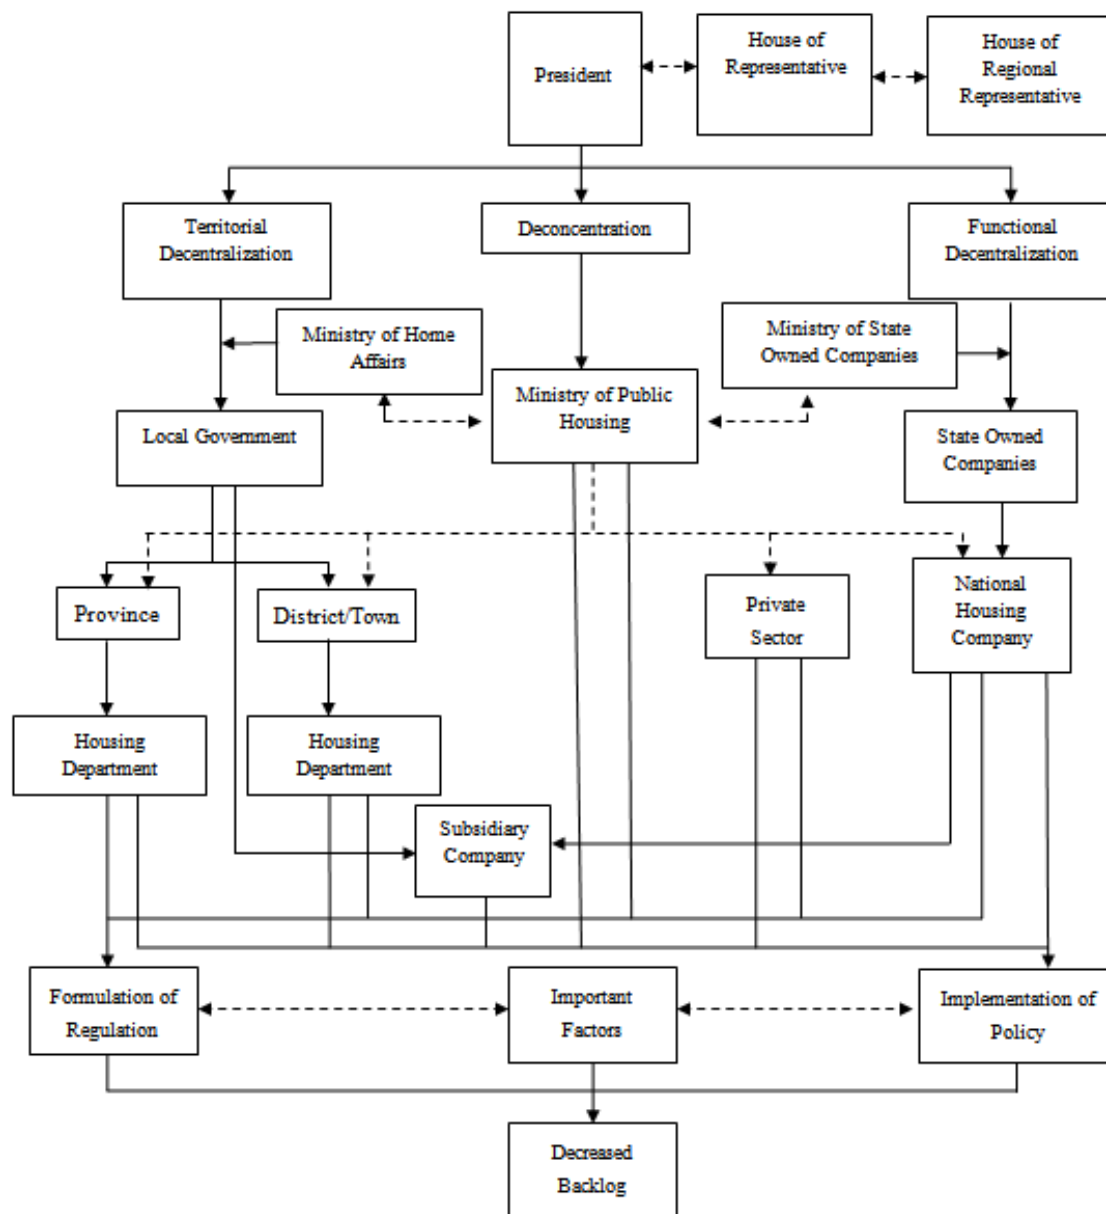 President
House of
Representative
House of
Regional
Representative
Territorial
Decentralization
Deconcentration
Functional
Decentralization
Ministry of Home
Affairs
Ministry of State
Owned Companies
Ministry of Public
Housing
Local Government
State Owned
Companies
Province
District/Town
Private
Sector
National
Housing
Company
Housing
Department
Housing
Department
Subsidiary
Company
Formulation of
Regulation
Important
Factors
Implementation of
Policy
Decreased
Backlog